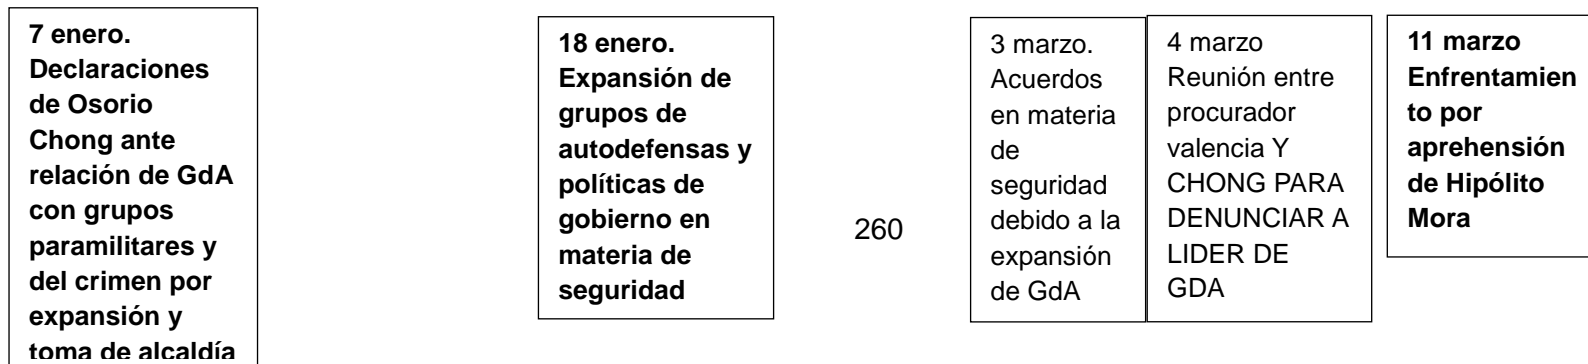 7 enero.
Declaraciones
de Osorio
Chong ante
relación de GdA
con grupos
paramilitares y
del crimen por
expansión y
toma de alcaldía
18 enero.
Expansión de
grupos de
autodefensas y
políticas de
gobierno en
materia de
seguridad
260
3 marzo.
Acuerdos
en materia
de
seguridad
debido a la
expansión
de GdA
4 marzo
Reunión entre
procurador
valencia Y
CHONG PARA
DENUNCIAR A
LIDER DE
GDA
11 marzo
Enfrentamien
to por
aprehensión
de Hipólito
Mora